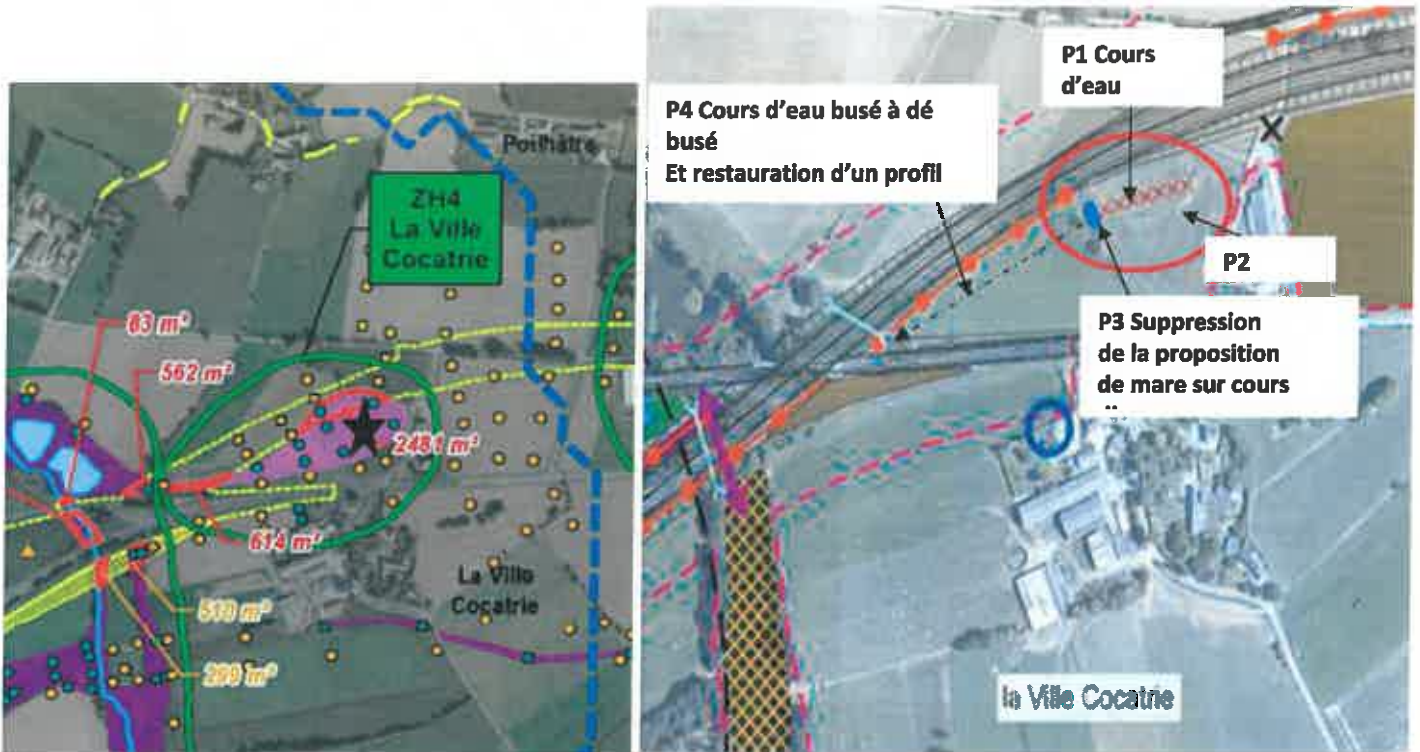 Poilhâtre
ZH4
La Ville
Cocatrie
83 m²
562 m²
2481 m²
614 m²
510 m²
299 m²
La Ville
Cocatrie
P1 Cours
d'eau
P4 Cours d'eau busé à dé
busé
Et restauration d'un profil
P2
P3 Suppression
de la proposition
de mare sur cours
la Ville Cocatrie